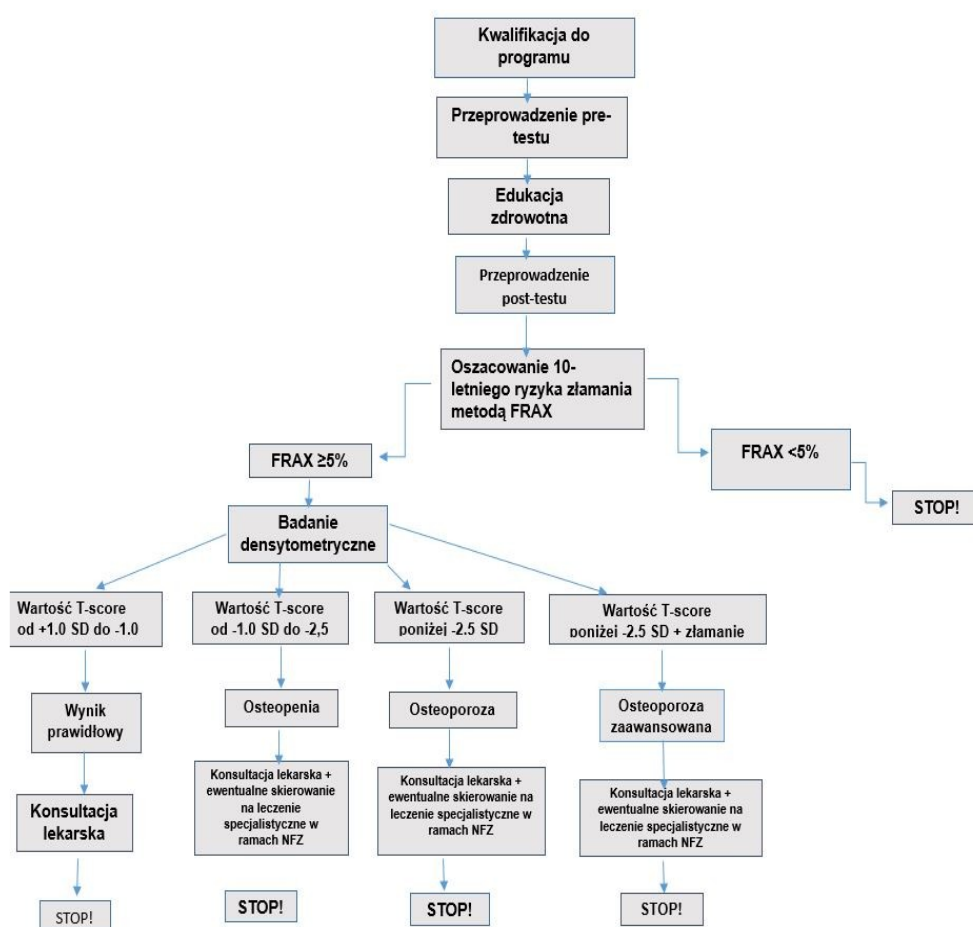 Kwalifikacja do
programu
Przeprowadzenie pre-
testu
Edukacja
zdrowotna
Przeprowadzenie
post-testu
Oszacowanie 10-
letniego ryzyka złamania
metodą FRAX
FRAX ≥5%
FRAX <5%
STOP!
Badanie
densytometryczne
Wartość T-score
od +1.0 SD do -1.0
Wartość T-score
od -1.0 SD do -2,5
Wartość T-score
poniżej -2.5 SD
Wartość T-score
poniżej -2.5 SD + złamanie
Wynik
prawidłowy
Osteopenia
Osteoporoza
Osteoporoza
zaawansowana
Konsultacja
lekarska
Konsultacja lekarska +
ewentualne skierowanie
na leczenie
specjalistyczne w
ramach NFZ
Konsultacja lekarska +
ewentualne skierowanie na
leczenie specjalistyczne w
ramach NFZ
Konsultacja lekarska +
ewentualne skierowanie na
leczenie specjalistyczne w
ramach NFZ
STOP!
STOP!
STOP!
STOP!